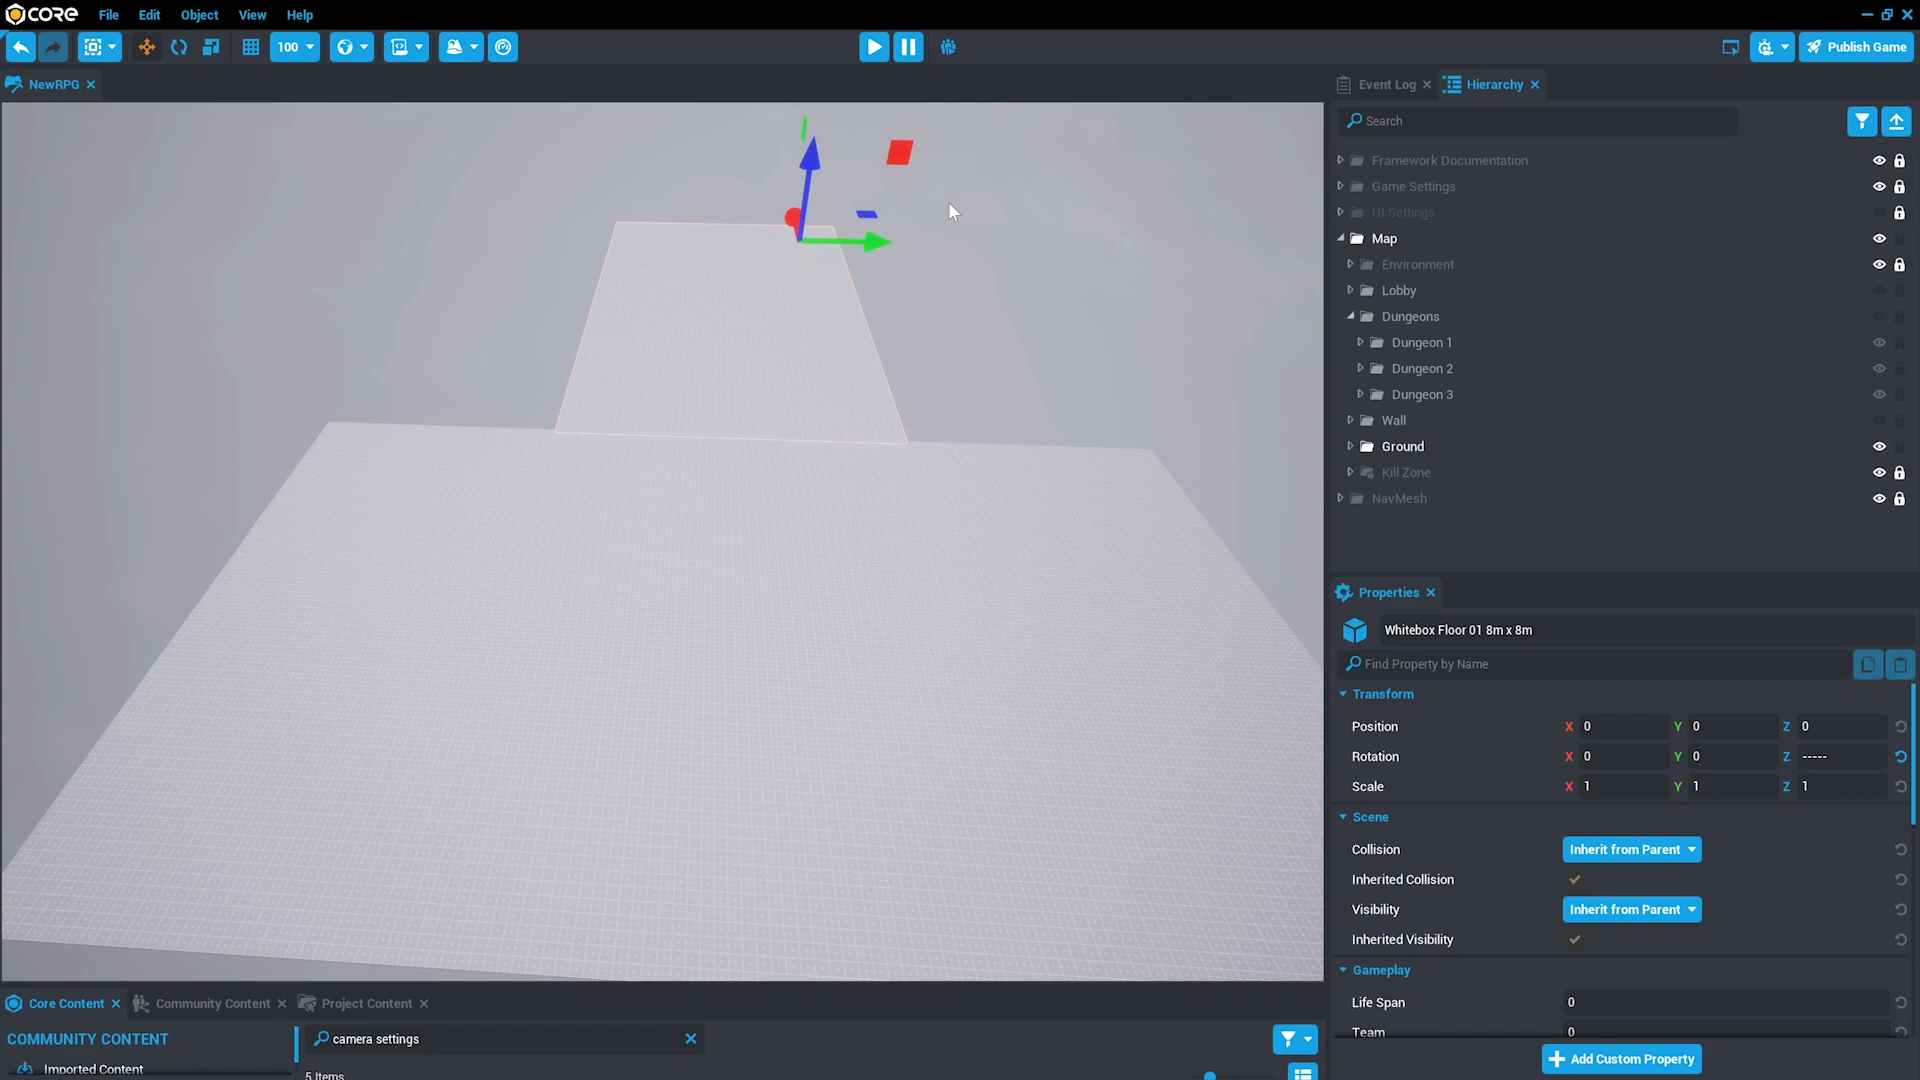 CORE File Edit Object View Help
100 Publish Game
NewRPG
Event Log Hierarchy
Search
Framework Documentation
Game Settings
UI Settings
Map
Environment
Lobby
Dungeons
Dungeon 1
Dungeon 2
Dungeon 3
Wall
Ground
Kill Zone
NavMesh
Properties
Whitebox Floor 01 8m x 8m
Find Property by Name
Transform
Position X 0 Y 0 Z 0
Rotation X 0 Y 0 Z -----
Scale X 1 Y 1 Z 1
Scene
Collision Inherit from Parent
Inherited Collision
Visibility Inherit from Parent
Inherited Visibility
Gameplay
Life Span 0
Team 0
Add Custom Property
Core Content Community Content Project Content
COMMUNITY CONTENT
Imported Content
camera settings
5 Items